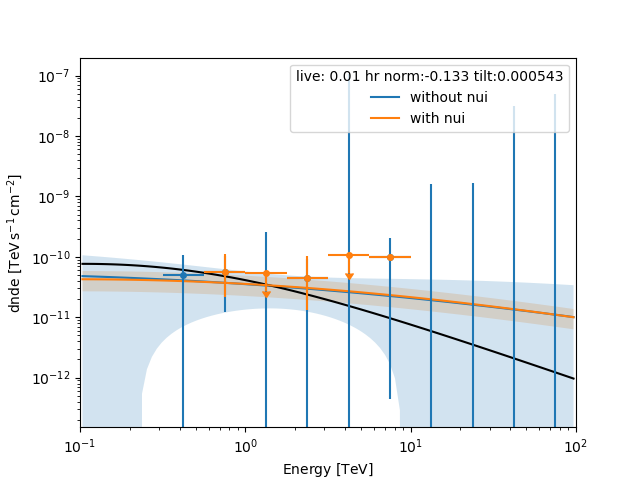 live: 0.01 hr norm:-0.133 tilt:0.000543
without nui
with nui
dnde [TeV s⁻¹ cm⁻²]
10⁻⁷
10⁻⁸
10⁻⁹
10⁻¹⁰
10⁻¹¹
10⁻¹²
10⁻¹ 10⁰ 10¹ 10²
Energy [TeV]